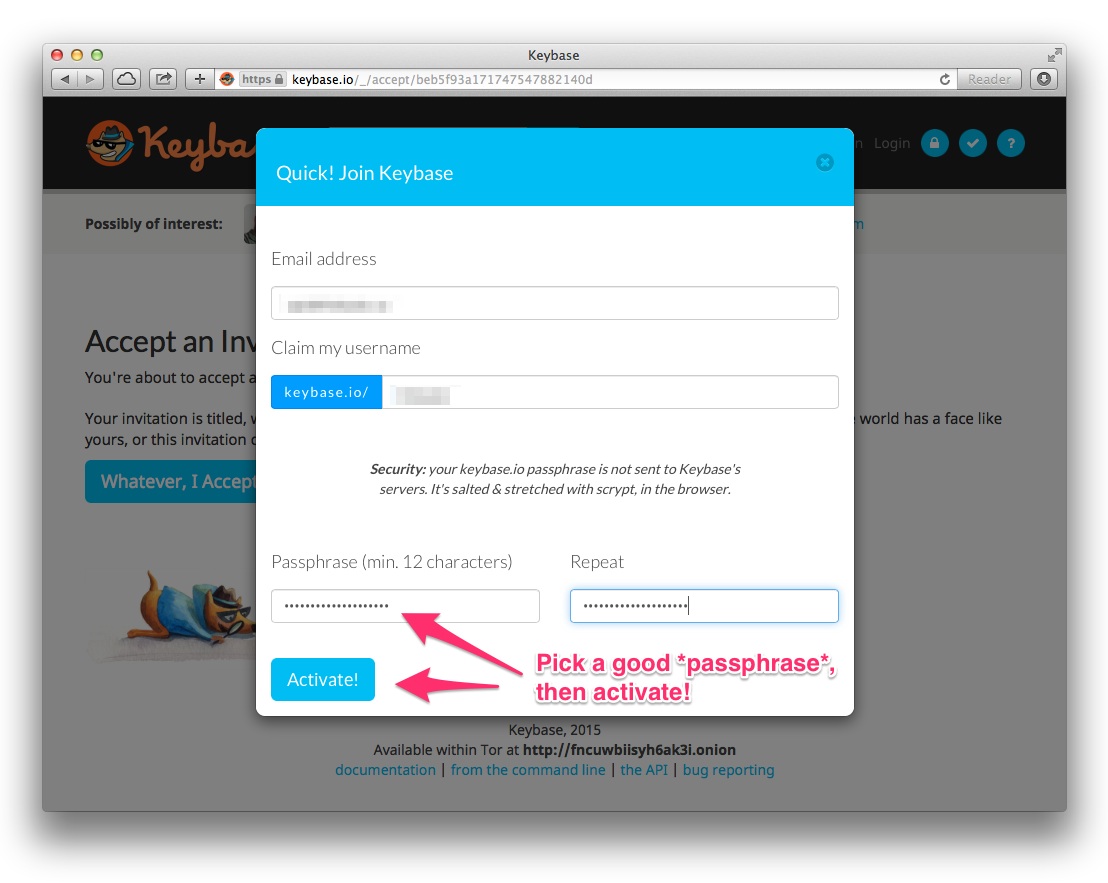 Keybase
https keybase.io/_/accept/beb5f93a171747547882140d
Reader
Login
?
Quick! Join Keybase
Possibly of interest:
Email address
Accept an
Claim my username
You're about to accept
keybase.io/
Your invitation is titled, world has a face like
yours, or this invitation
Security: your keybase.io passphrase is not sent to Keybase's
servers. It's salted & stretched with scrypt, in the browser.
Whatever, I Accept
Passphrase (min. 12 characters) Repeat
Pick a good *passphrase*,
then activate!
Activate!
Keybase, 2015
Available within Tor at http://fncuwbiisyh6ak3i.onion
documentation | from the command line | the API | bug reporting